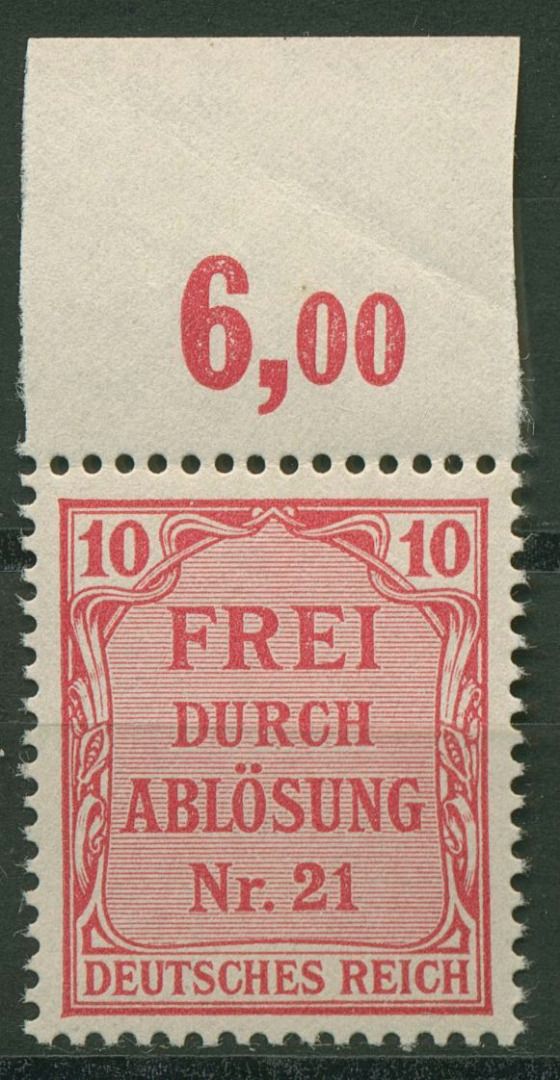 6,00
10 10
FREI
DURCH
ABLÖSUNG
Nr. 21
DEUTSCHES REICH